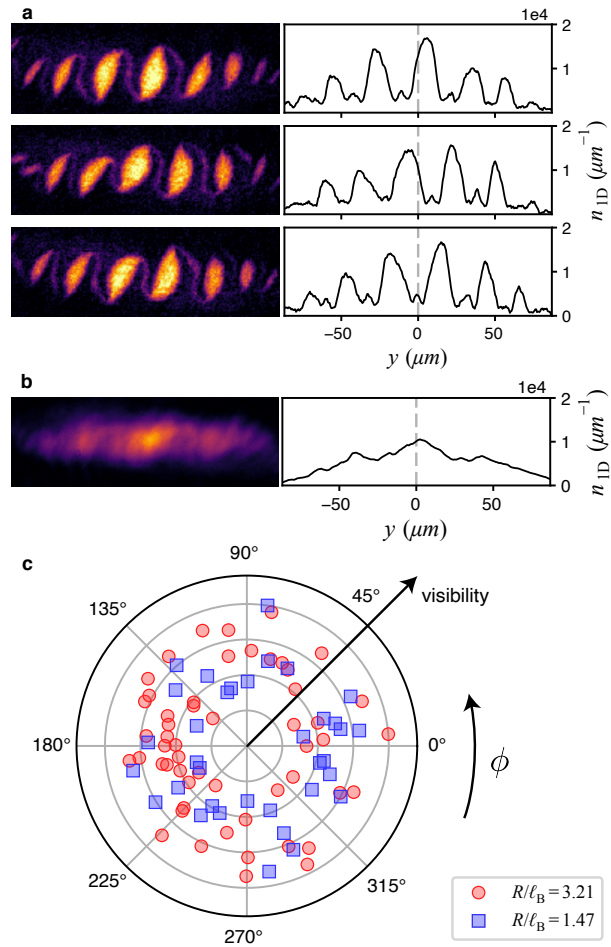 a
1e4
2
1
0
n1D (μm−1)
2
1
0
2
1
0
−50
0
50
y (μm)
b
1e4
2
1
0
n1D (μm−1)
−50
0
50
y (μm)
c
90°
135°
45°
visibility
180°
0°
ϕ
225°
315°
270°
R/ℓB = 3.21
R/ℓB = 1.47